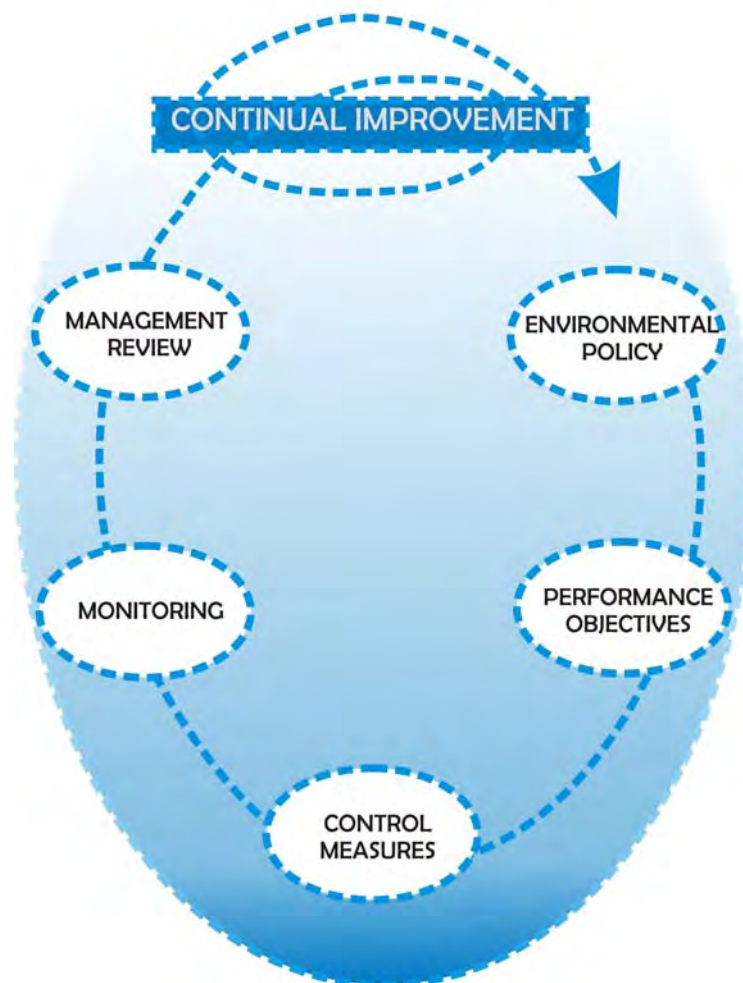 CONTINUAL IMPROVEMENT
MANAGEMENT
REVIEW
ENVIRONMENTAL
POLICY
MONITORING
PERFORMANCE
OBJECTIVES
CONTROL
MEASURES